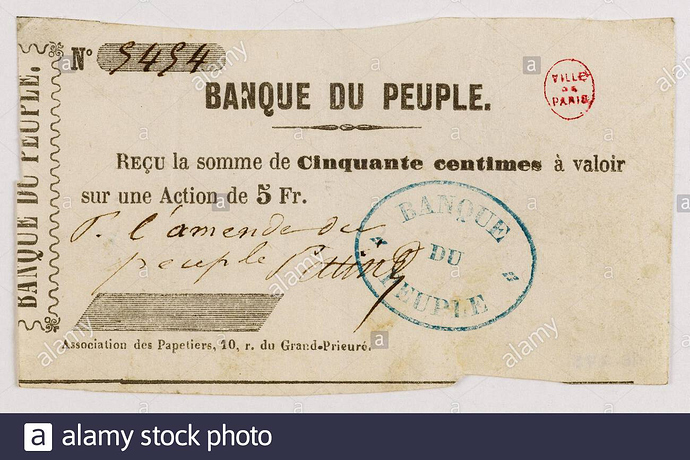 BANQUE DU PEUPLE.
N° 5454
BANQUE DU PEUPLE.
VILLE
DE
PARIS
REÇU la somme de Cinquante centimes à valoir
sur une Action de 5 Fr.
P. l'amende du
peuple
BANQUE
DU
PEUPLE
Association des Papetiers, 10, r. du Grand-Prieuré.
alamy
a alamy stock photo